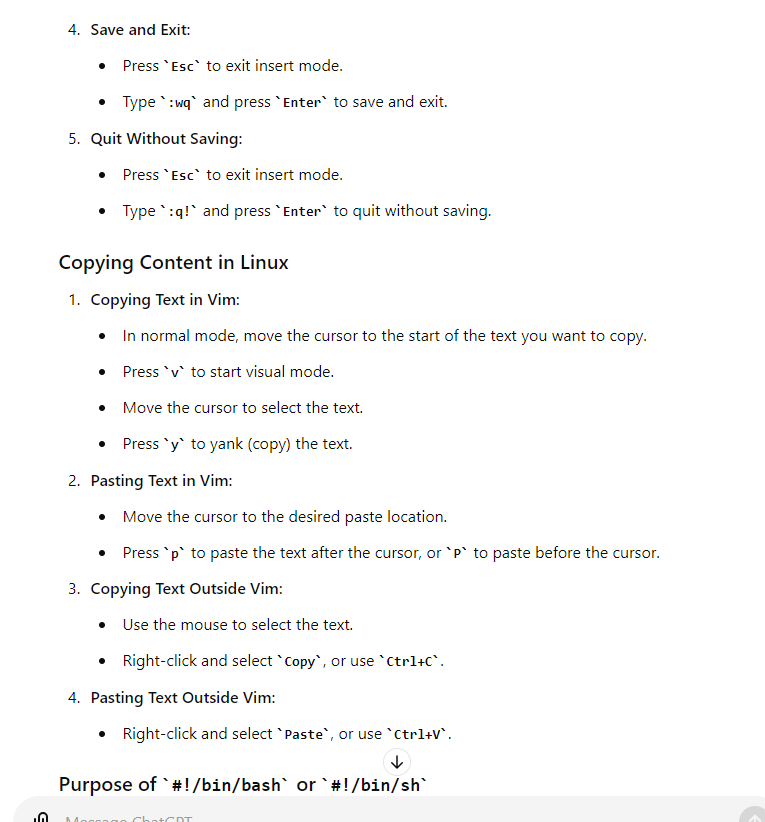 4. Save and Exit:
• Press `Esc` to exit insert mode.
• Type `:wq` and press `Enter` to save and exit.
5. Quit Without Saving:
• Press `Esc` to exit insert mode.
• Type `:q!` and press `Enter` to quit without saving.
Copying Content in Linux
1. Copying Text in Vim:
• In normal mode, move the cursor to the start of the text you want to copy.
• Press `v` to start visual mode.
• Move the cursor to select the text.
• Press `y` to yank (copy) the text.
2. Pasting Text in Vim:
• Move the cursor to the desired paste location.
• Press `p` to paste the text after the cursor, or `P` to paste before the cursor.
3. Copying Text Outside Vim:
• Use the mouse to select the text.
• Right-click and select `Copy`, or use `Ctrl+C`.
4. Pasting Text Outside Vim:
• Right-click and select `Paste`, or use `Ctrl+V`.
Purpose of `#!/bin/bash` or `#!/bin/sh`
Message ChatGPT